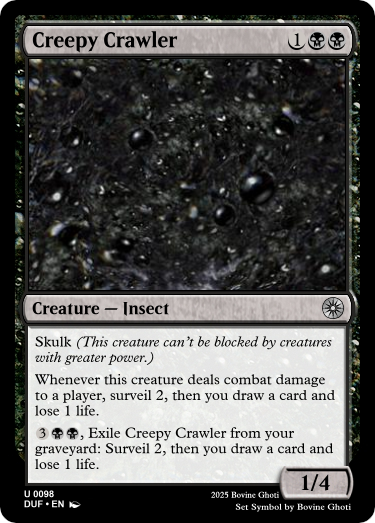 Creepy Crawler 1
Creature — Insect
Skulk (This creature can't be blocked by creatures
with greater power.)
Whenever this creature deals combat damage
to a player, surveil 2, then you draw a card and
lose 1 life.
3, Exile Creepy Crawler from your
graveyard: Surveil 2, then you draw a card and
lose 1 life.
1/4
U 0098
DUF • EN
2025 Bovine Ghoti
Set Symbol by Bovine Ghoti